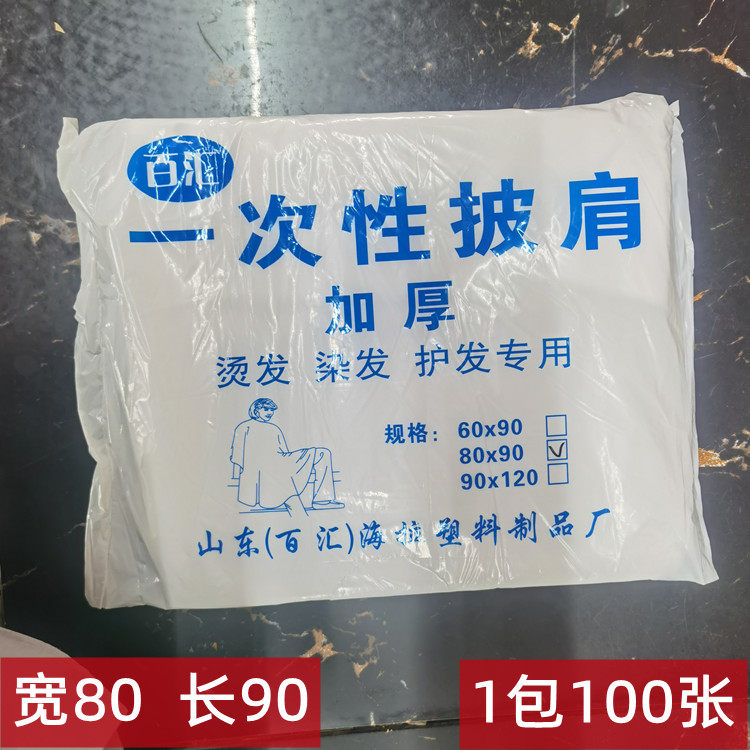 百汇
一次性披肩
加厚
烫发 染发 护发专用
规格: 60x90
80x90
90x120
山东(百汇)海柏塑料制品厂
宽80 长90
1包100张